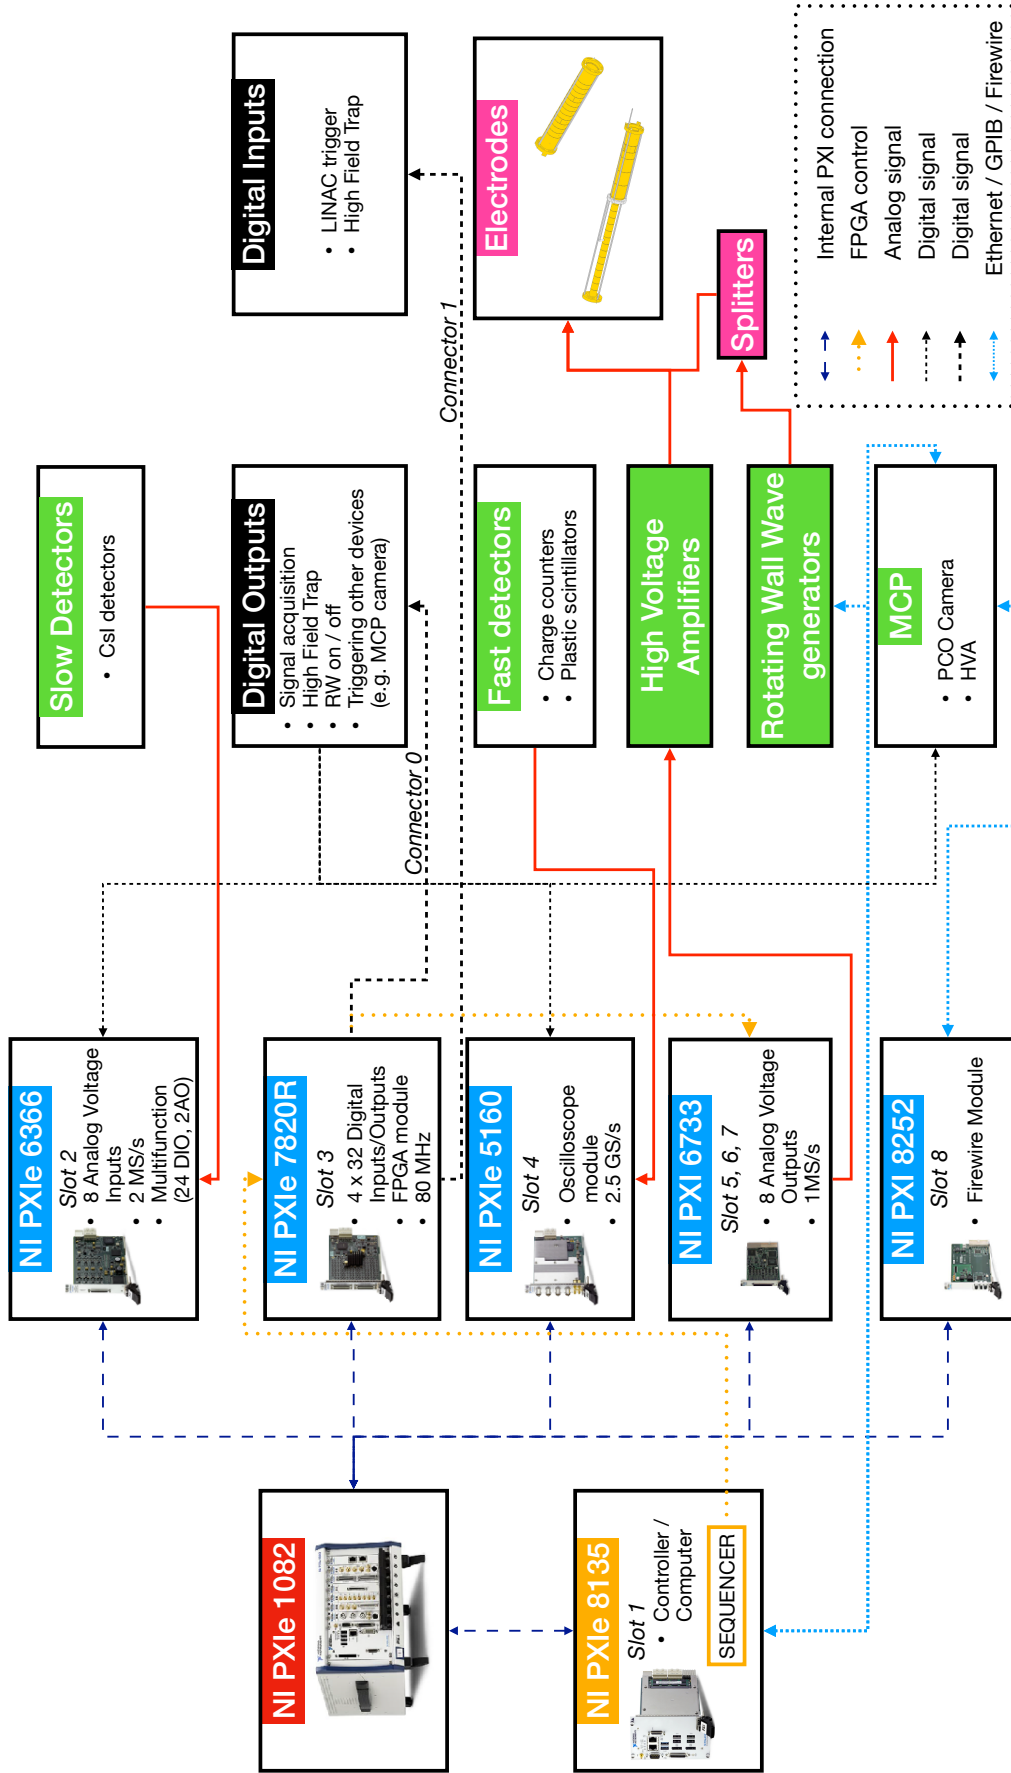 NI PXIe 1082
NI PXIe 8135
Slot 1
• Controller /
Computer
SEQUENCER
NI PXIe 6366
Slot 2
• 8 Analog Voltage
Inputs
• 2 MS/s
• Multifunction
(24 DIO, 2AO)
NI PXIe 7820R
Slot 3
• 4 x 32 Digital
Inputs/Outputs
• FPGA module
• 80 MHz
NI PXIe 5160
Slot 4
• Oscilloscope
module
• 2.5 GS/s
NI PXI 6733
Slot 5, 6, 7
• 8 Analog Voltage
Outputs
• 1MS/s
NI PXI 8252
Slot 8
• Firewire Module
Slow Detectors
• CsI detectors
Digital Outputs
• Signal acquisition
• High Field Trap
• RW on / off
• Triggering other devices
(e.g. MCP camera)
Connector 0
Fast detectors
• Charge counters
• Plastic scintillators
High Voltage
Amplifiers
Rotating Wall Wave
generators
MCP
• PCO Camera
• HVA
Digital Inputs
• LINAC trigger
• High Field Trap
Connector 1
Electrodes
Splitters
Internal PXI connection
FPGA control
Analog signal
Digital signal
Digital signal
Ethernet / GPIB / Firewire